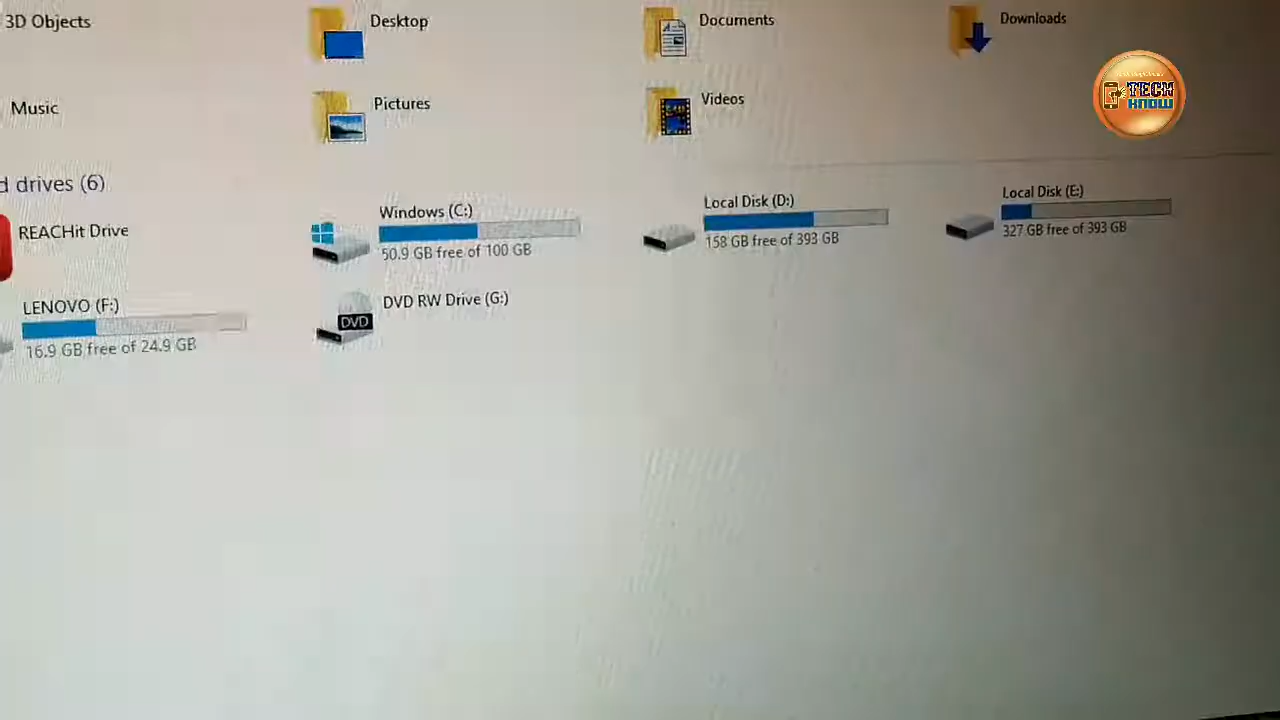 3D Objects
Desktop
Documents
Downloads
Music
Pictures
Videos
TECH
KNOW
d drives (6)
REACHit Drive
Windows (C:)
50.9 GB free of 100 GB
Local Disk (D:)
158 GB free of 393 GB
Local Disk (E:)
327 GB free of 393 GB
LENOVO (F:)
16.9 GB free of 24.9 GB
DVD RW Drive (G:)
DVD